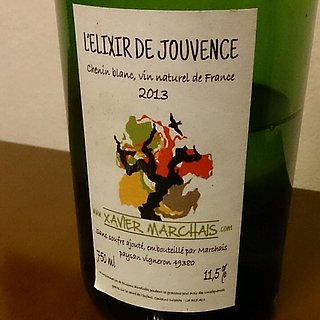 L'ELIXIR DE JOUVENCE
Chenin blanc, vin naturel de France
2013
www.XAVIER MARCHAIS.com
sans soufre ajouté, embouteillé par Marchais
paysan vigneron 49380
750 ml
11,5%